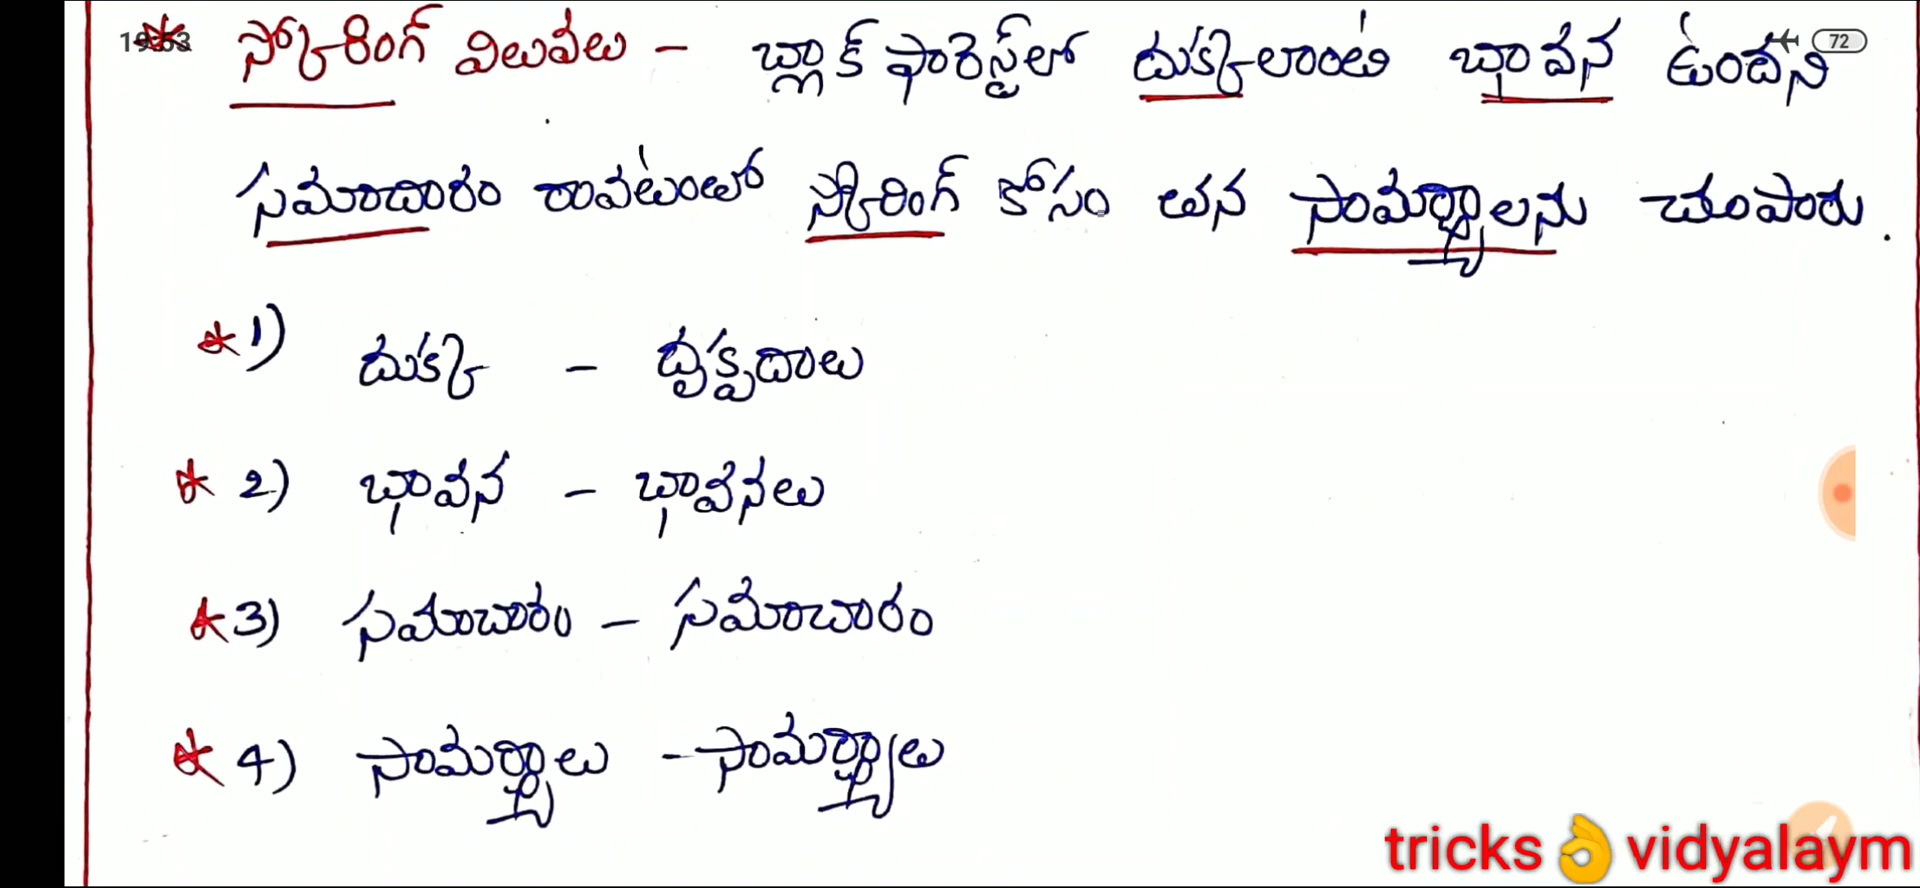 స్కోరింగ్ విలువలు - బ్లాక్ ఫారెస్ట్‌లో దుక్కలాంటి భావన ఉందని
సమాచారం రావటంలో స్కోరింగ్ కోసం తన సామర్థ్యాలను చూపారు.
1) దుక్క - దృక్పదాలు
2) భావన - భావనలు
3) సమాచారం - సమాచారం
4) సామర్థ్యాలు - సామర్థ్యాలు
tricks👌vidyalaym